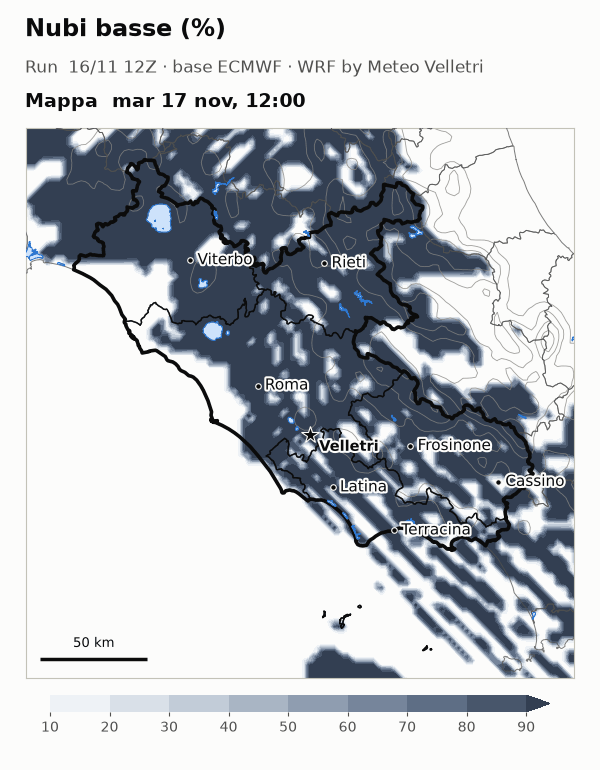 Nubi basse (%)
Run  16/11 12Z · base ECMWF · WRF by Meteo Velletri
Mappa  mar 17 nov, 12:00
Viterbo
Rieti
Roma
Velletri
Frosinone
Cassino
Latina
Terracina
50 km
10 20 30 40 50 60 70 80 90